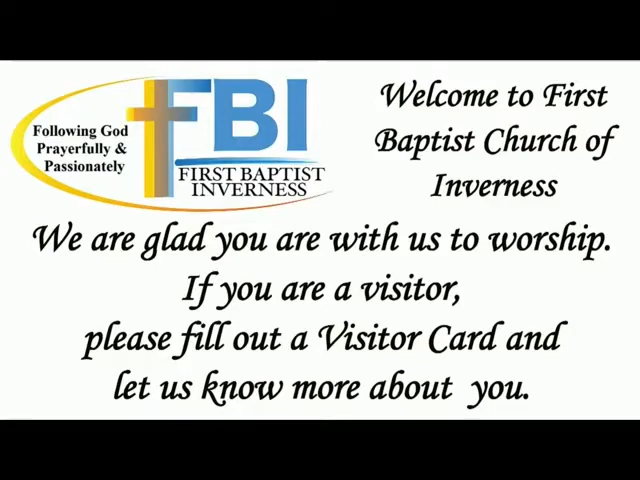 Following God
Prayerfully &
Passionately
FBI
FIRST BAPTIST
INVERNESS
Welcome to First
Baptist Church of
Inverness
We are glad you are with us to worship.
If you are a visitor,
please fill out a Visitor Card and
let us know more about you.